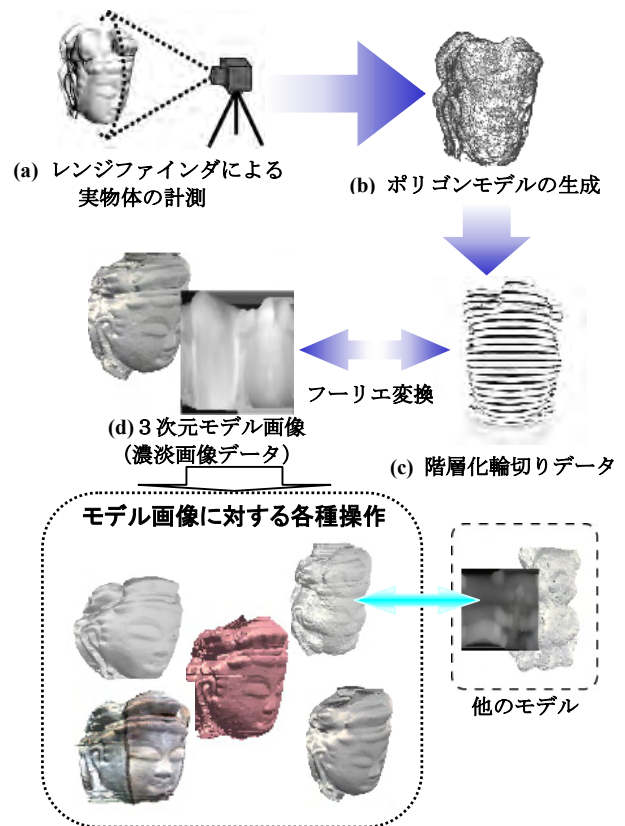 (a) レンジファインダによる
実物体の計測
(b) ポリゴンモデルの生成
フーリエ変換
(c) 階層化輪切りデータ
(d) 3次元モデル画像
(濃淡画像データ)
モデル画像に対する各種操作
他のモデル